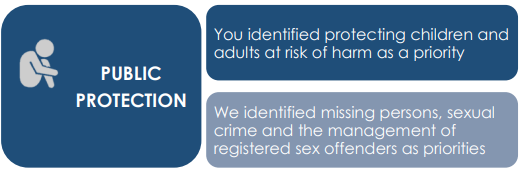 PUBLIC
PROTECTION
You identified protecting children and
adults at risk of harm as a priority
We identified missing persons, sexual
crime and the management of
registered sex offenders as priorities